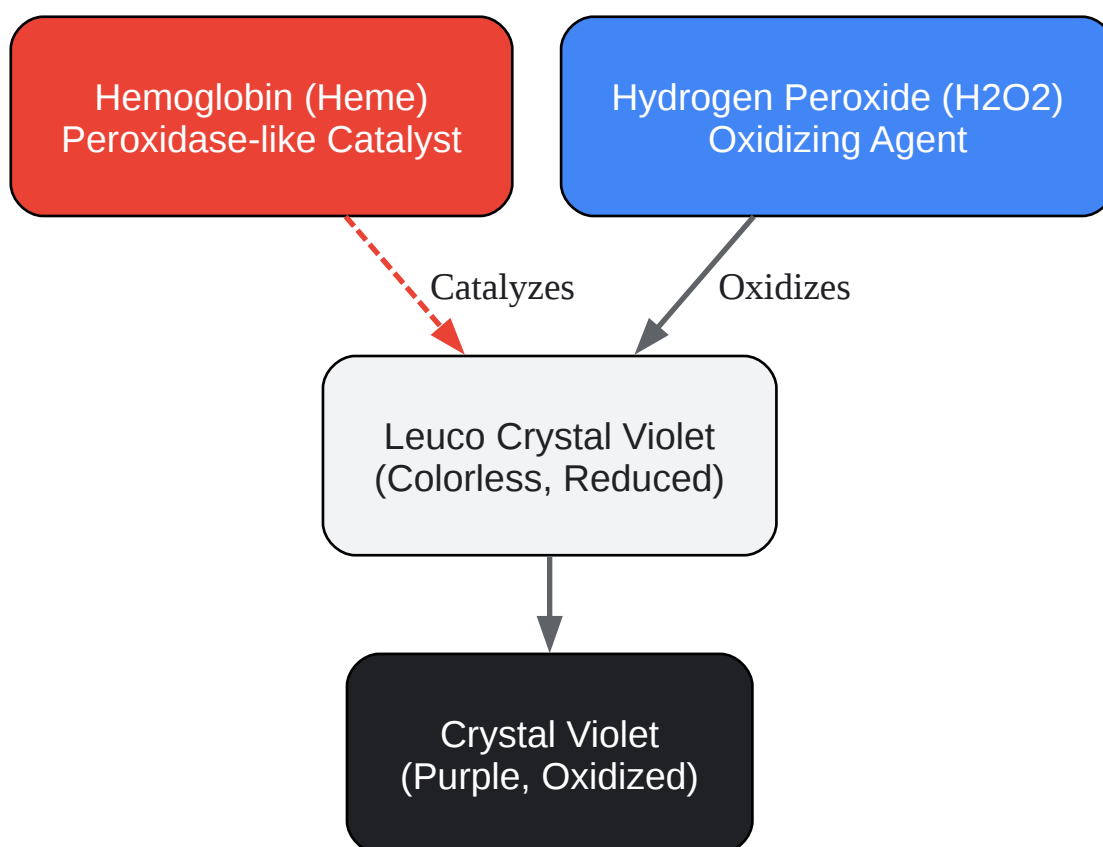 Hemoglobin (Heme)
Peroxidase-like Catalyst
Hydrogen Peroxide (H2O2)
Oxidizing Agent
Catalyzes
Oxidizes
Leuco Crystal Violet
(Colorless, Reduced)
Crystal Violet
(Purple, Oxidized)